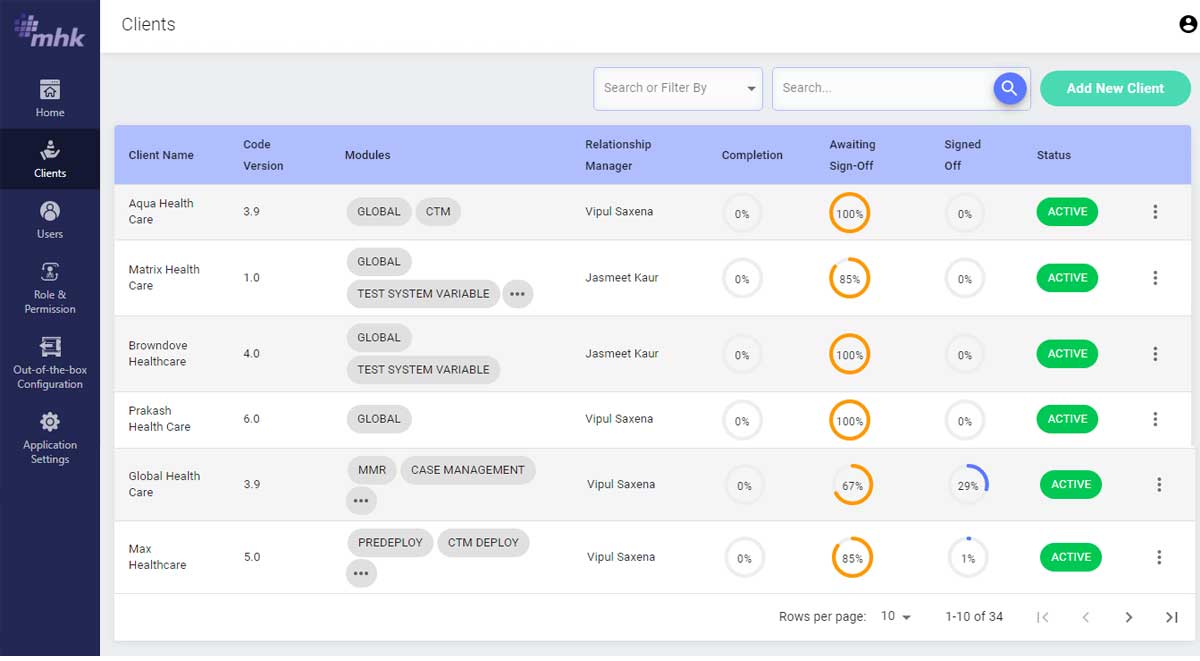 mhk
Clients
Home
Clients
Users
Role &
Permission
Out-of-the-box
Configuration
Application
Settings
Search or Filter By
Search...
Add New Client
Client Name
Code
Version
Modules
Relationship
Manager
Completion
Awaiting
Sign-Off
Signed
Off
Status
Aqua Health
Care
3.9
GLOBAL CTM
Vipul Saxena
0%
100%
0%
ACTIVE
Matrix Health
Care
1.0
GLOBAL
TEST SYSTEM VARIABLE •••
Jasmeet Kaur
0%
85%
0%
ACTIVE
Browndove
Healthcare
4.0
GLOBAL
TEST SYSTEM VARIABLE
Jasmeet Kaur
0%
100%
0%
ACTIVE
Prakash
Health Care
6.0
GLOBAL
Vipul Saxena
0%
100%
0%
ACTIVE
Global Health
Care
3.9
MMR CASE MANAGEMENT
•••
Vipul Saxena
0%
67%
29%
ACTIVE
Max
Healthcare
5.0
PREDEPLOY CTM DEPLOY
•••
Vipul Saxena
0%
85%
1%
ACTIVE
Rows per page: 10 1-10 of 34